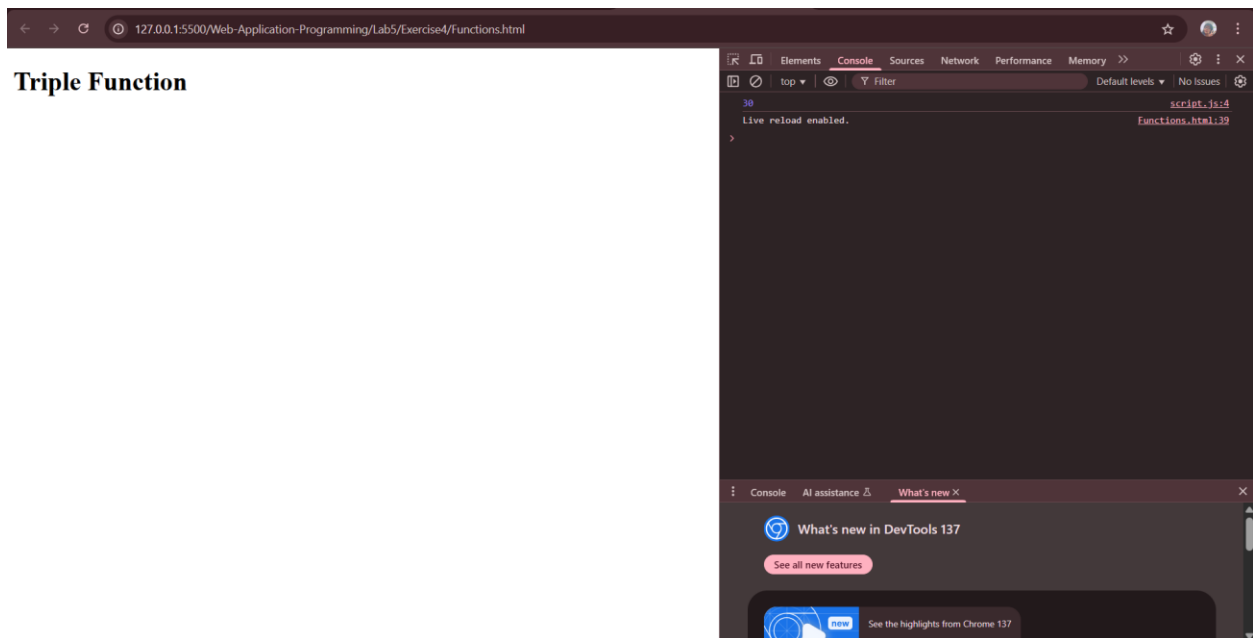 127.0.0.1:5500/Web-Application-Programming/Lab5/Exercise4/Functions.html
Triple Function
Elements Console Sources Network Performance Memory
top Filter Default levels No Issues
30 script.js:4
Live reload enabled. Functions.html:39
Console AI assistance What's new
What's new in DevTools 137
See all new features
new See the highlights from Chrome 137